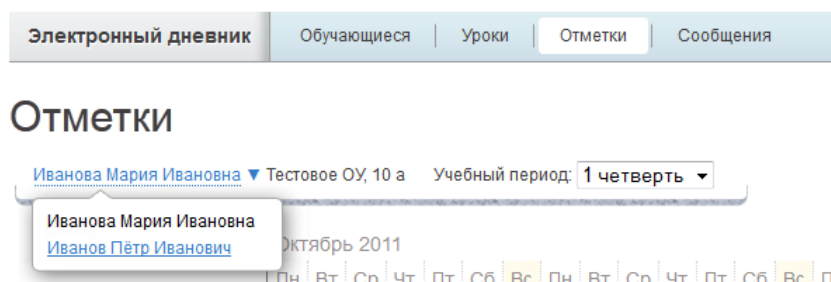 Электронный дневник Обучающиеся Уроки Отметки Сообщения
Отметки
Иванова Мария Ивановна ▼ Тестовое ОУ, 10 а Учебный период: 1 четверть
Иванова Мария Ивановна
Иванов Пётр Иванович
Октябрь 2011
Пн Вт Ср Чт Пт Сб Вс Пн Вт Ср Чт Пт Сб Вс